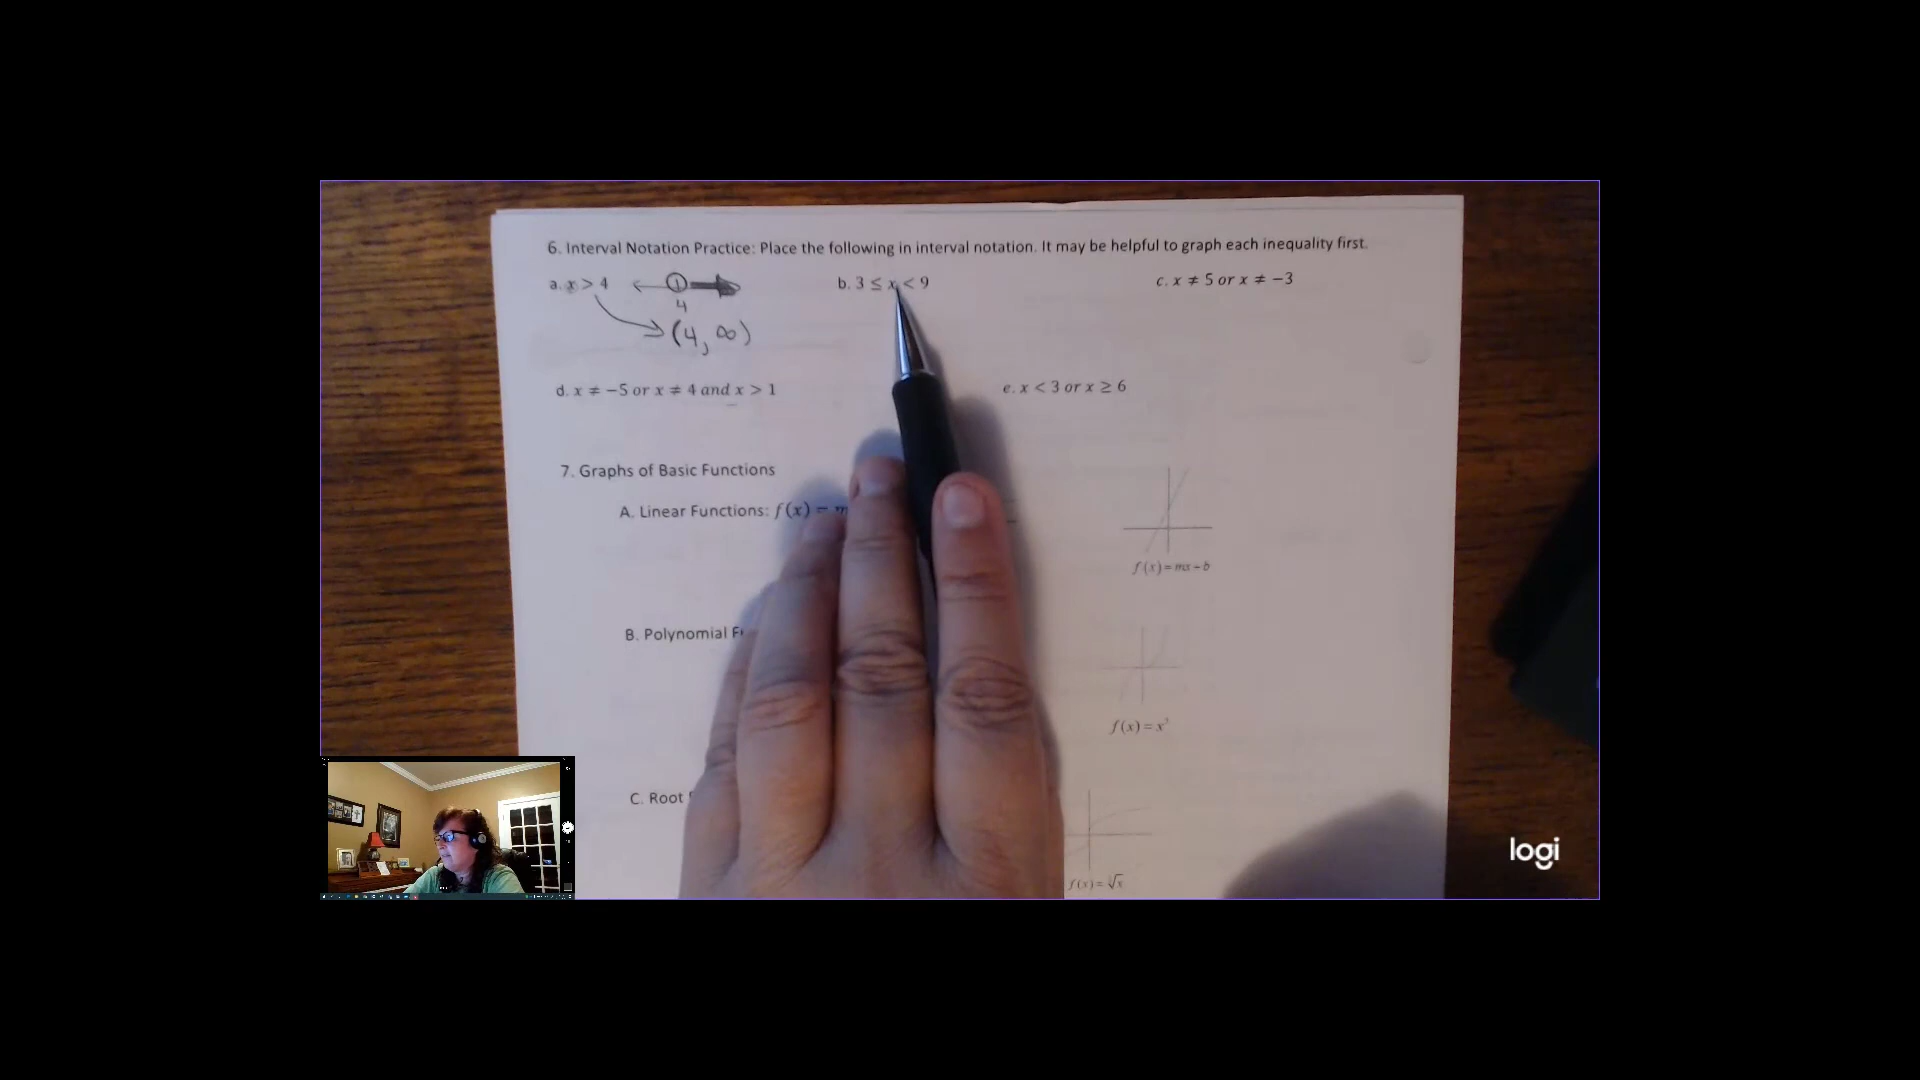 6. Interval Notation Practice: Place the following in interval notation. It may be helpful to graph each inequality first.
a. x > 4
4
(4, ∞)
b. 3 ≤ x < 9
c. x ≠ 5 or x ≠ −3
d. x ≠ −5 or x ≠ 4 and x > 1
e. x < 3 or x ≥ 6
7. Graphs of Basic Functions
A. Linear Functions: f(x) = m
f(x) = mx + b
B. Polynomial
f(x) = x³
C. Root
f(x) = ∛x
logi